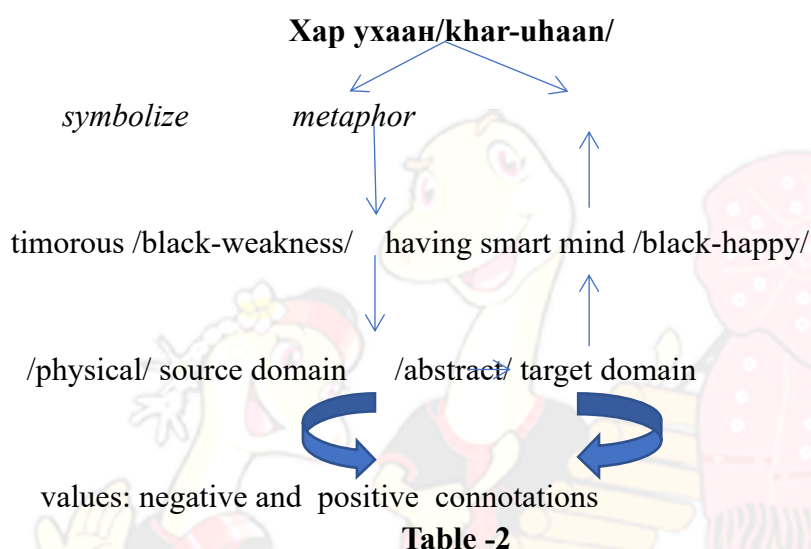 Хар ухаан/khar-uhaan/
symbolize metaphor
timorous /black-weakness/ having smart mind /black-happy/
/physical/ source domain /abstract/ target domain
values: negative and positive connotations
Table -2